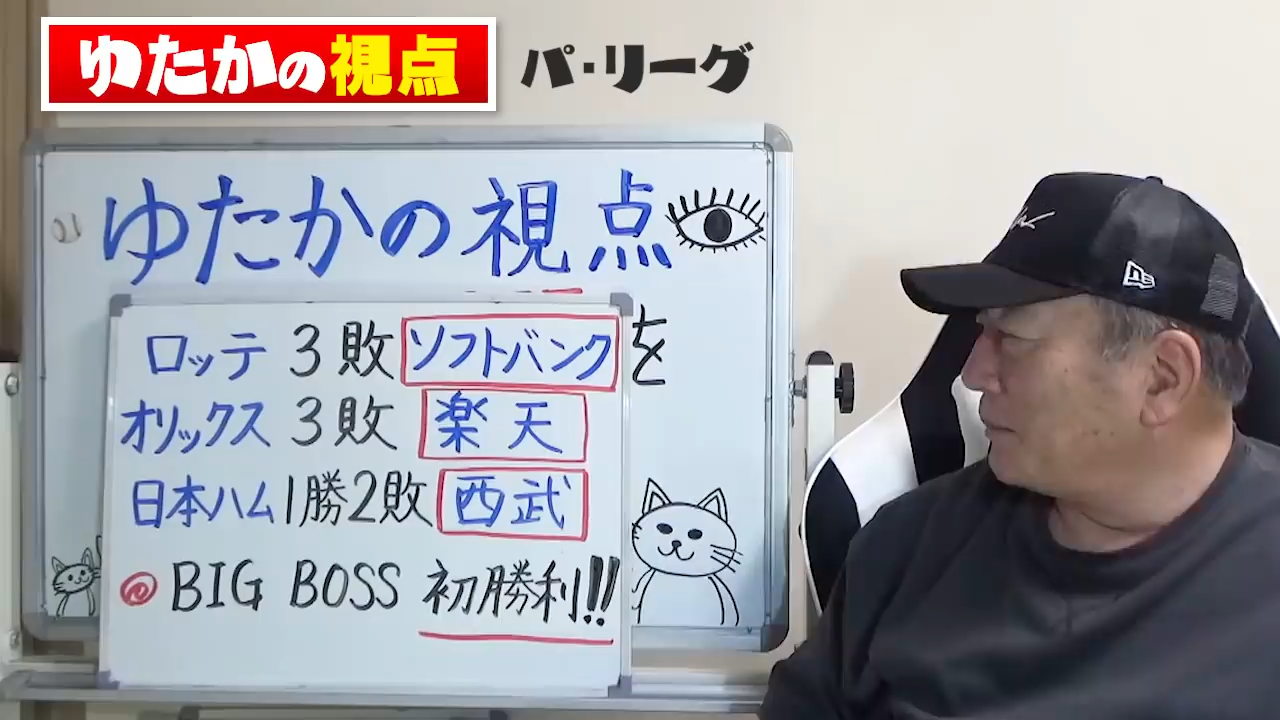 ゆたかの視点
パ・リーグ
ゆたかの視点
を
ロッテ 3敗 ソフトバンク
オリックス 3敗 楽天
日本ハム 1勝2敗 西武
BIG BOSS 初勝利!!